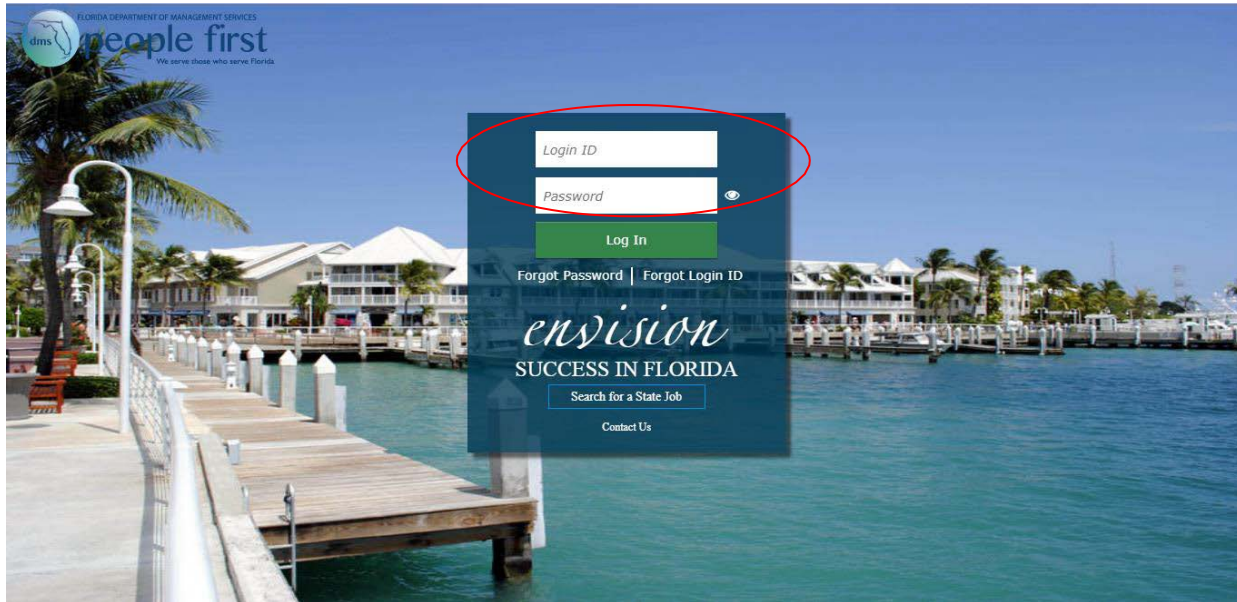 FLORIDA DEPARTMENT OF MANAGEMENT SERVICES
dms people first
We serve those who serve Florida
Login ID
Password
Log In
Forgot Password | Forgot Login ID
envision
SUCCESS IN FLORIDA
Search for a State Job
Contact Us